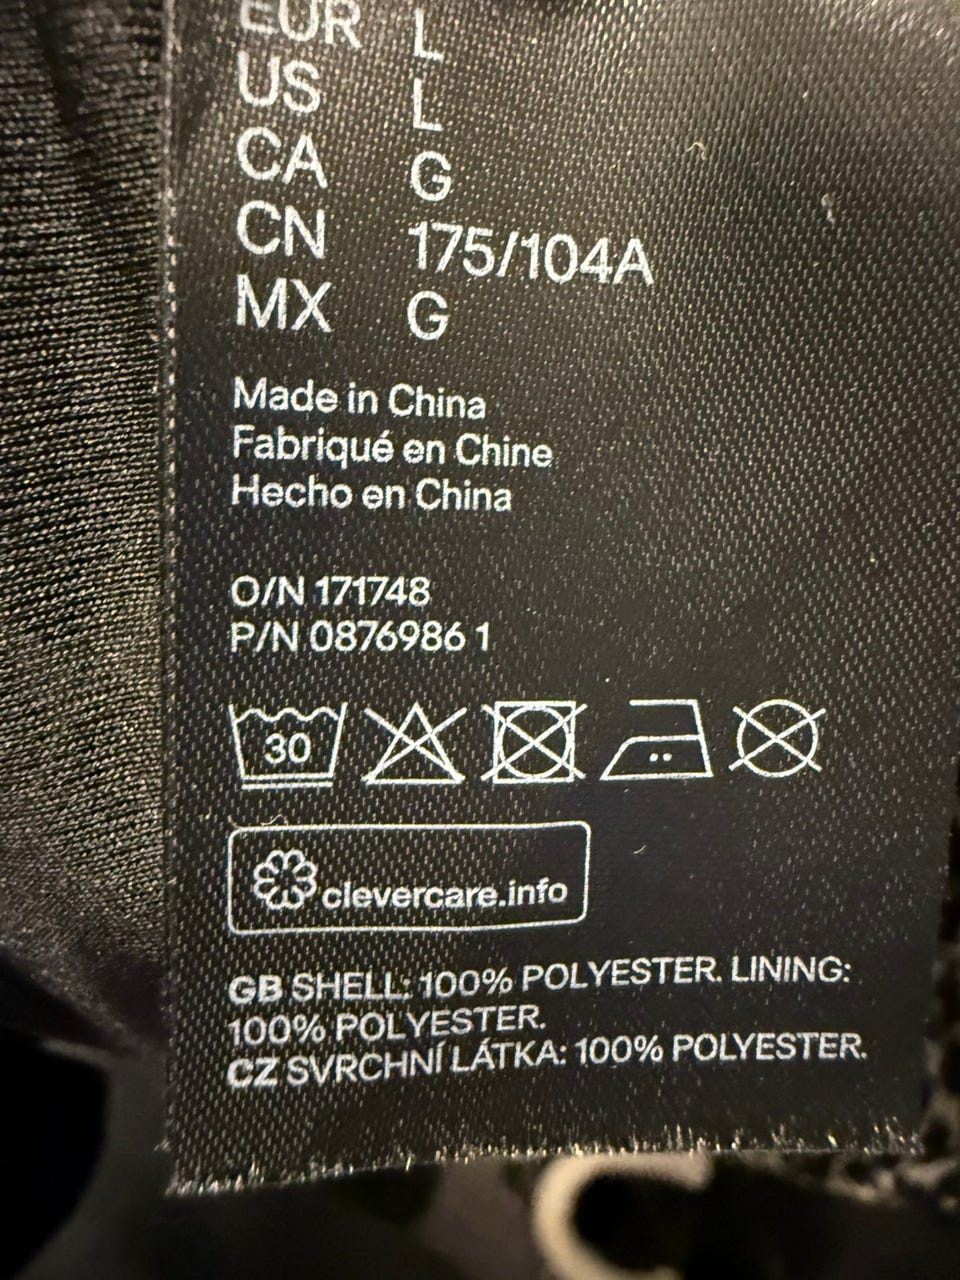 EUR L
US L
CA G
CN 175/104A
MX G
Made in China
Fabriqué en Chine
Hecho en China
O/N 171748
P/N 0876986 1
30
clevercare.info
GB SHELL: 100% POLYESTER. LINING:
100% POLYESTER.
CZ SVRCHNÍ LÁTKA: 100% POLYESTER.